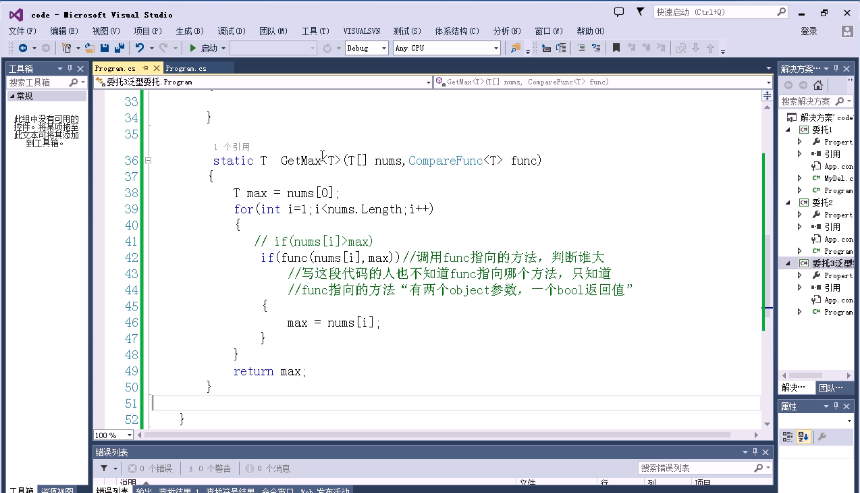 code - Microsoft Visual Studio
快速启动 (Ctrl+Q)
文件(F) 编辑(E) 视图(V) 项目(P) 生成(B) 调试(D) 团队(M) 工具(T) VISUALSVN 测试(S) 体系结构(C) 分析(N) 窗口(W) 帮助(H) 登录
启动 Debug Any CPU
工具箱
搜索工具箱
常规
此组中没有可用的
控件。将某项拖至
此文本可将其添加
到工具箱。
Program.cs Program.cs
委托3泛型委托.Program GetMax<T>(T[] nums, CompareFunc<T> func)
33
34 }
35
1 个引用
36 static T GetMax<T>(T[] nums,CompareFunc<T> func)
37 {
38 T max = nums[0];
39 for(int i=1;i<nums.Length;i++)
40 {
41 // if(nums[i]>max)
42 if(func(nums[i],max))//调用func指向的方法，判断谁大
43 //写这段代码的人也不知道func指向哪个方法，只知道
44 //func指向的方法“有两个object参数，一个bool返回值”
45 {
46 max = nums[i];
47 }
48 }
49 return max;
50 }
51
52 }
100 %
解决方案...
搜索解决方案
解决方案'code
委托1
Propert
引用
App.con
MyDel.c
Program
委托2
Propert
引用
App.con
Program
委托3泛型
Propert
引用
App.con
Program
解决... 团队...
属性
错误列表
0 个错误 0 个警告 0 个消息
搜索错误列表
说明 文件 行 列 项目
工具箱 资源视图 错误列表 输出 查找结果 1 查找符号结果 命令窗口 Web 发布活动